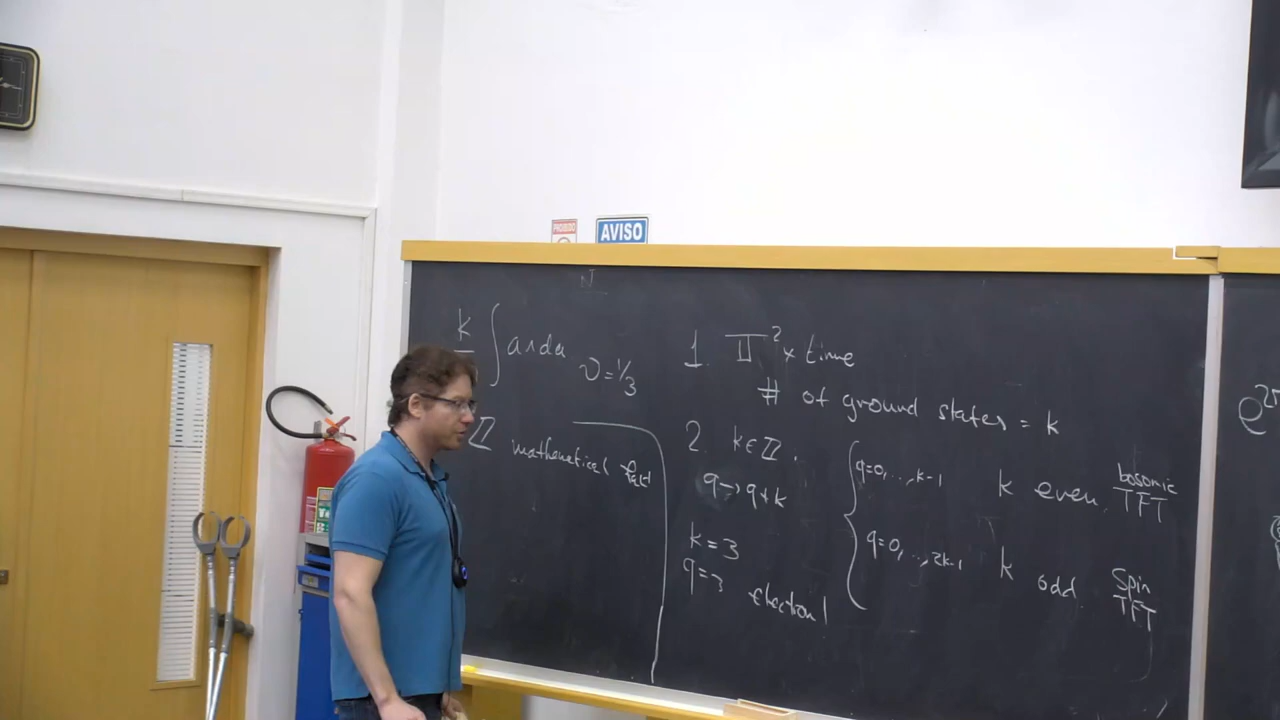 PROIBIDO
AVISO
k
∫ a∧da
ν=1/3
ℤ mathematical fact
1. 𝕋² × time
# of ground states = k
2. k∈ℤ.
q→q+k
k=3
q=3 electron!
q=0,...,k-1 k even, bosonic TFT
q=0,...,2k-1 k odd Spin TFT